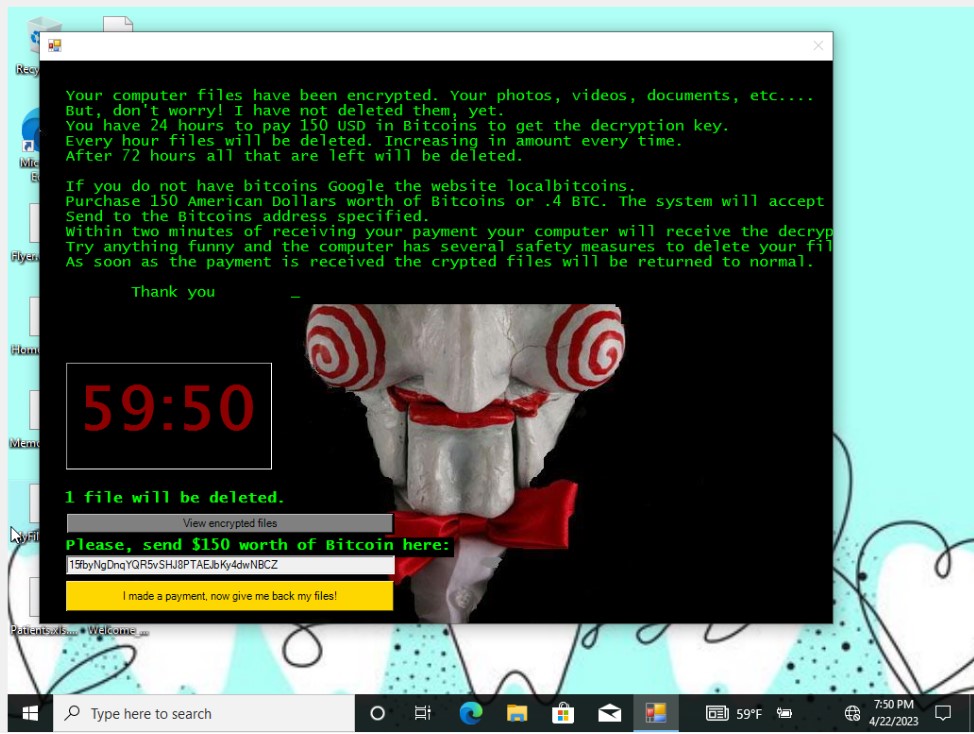 Your computer files have been encrypted. Your photos, videos, documents, etc....
But, don't worry! I have not deleted them, yet.
You have 24 hours to pay 150 USD in Bitcoins to get the decryption key.
Every hour files will be deleted. Increasing in amount every time.
After 72 hours all that are left will be deleted.
If you do not have bitcoins Google the website localbitcoins.
Purchase 150 American Dollars worth of Bitcoins or .4 BTC. The system will accept
Send to the Bitcoins address specified.
Within two minutes of receiving your payment your computer will receive the decryp
Try anything funny and the computer has several safety measures to delete your fil
As soon as the payment is received the crypted files will be returned to normal.
Thank you _
59:50
1 file will be deleted.
View encrypted files
Please, send $150 worth of Bitcoin here:
15fbyNgDnqYQR5vSHJ8PTAEJbKy4dwNBCZ
I made a payment, now give me back my files!
Recy
Mic
E
Flyer
Home
Memo
MyFil
Patients.xls....
Welcome_...
Type here to search
59°F
7:50 PM
4/22/2023